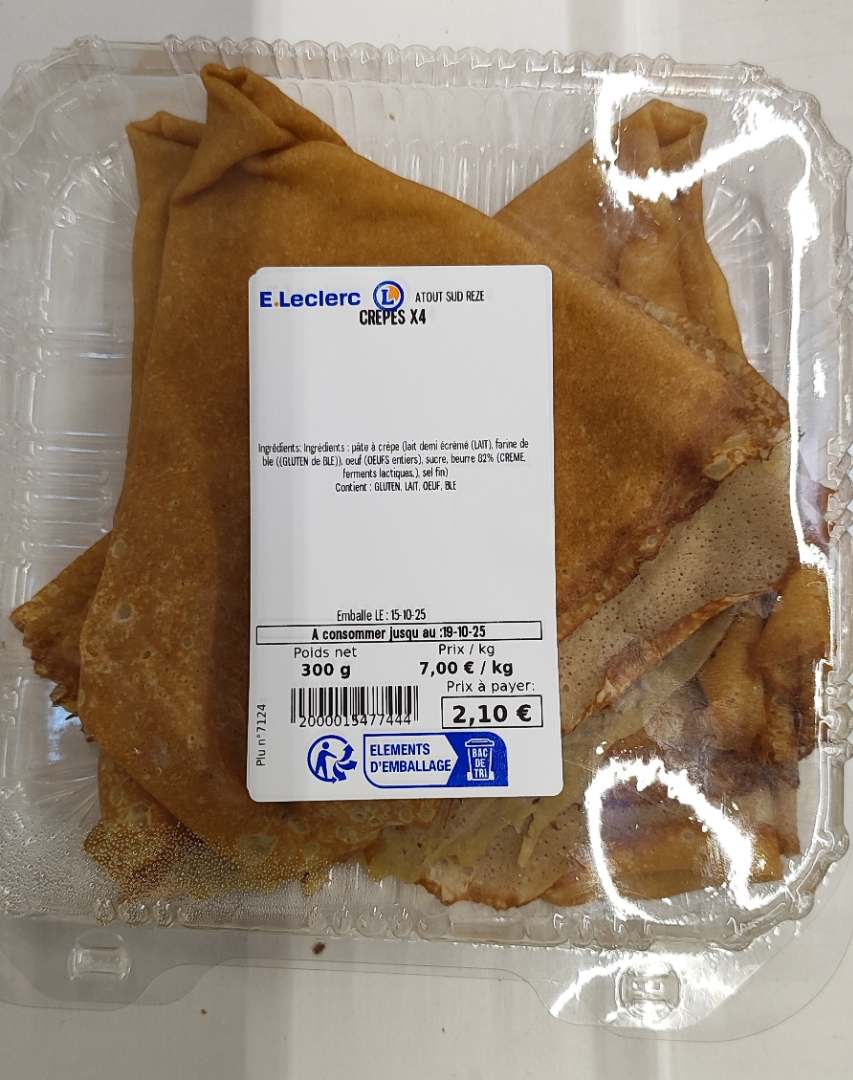 E.Leclerc L ATOUT SUD REZE
CREPES X4
Ingrédients: Ingrédients : pâte à crêpe (lait demi écrémé (LAIT), farine de
ble ((GLUTEN de BLE)), oeuf (OEUFS entiers), sucre, beurre 82% (CREME,
ferments lactiques,), sel fin)
Contient : GLUTEN, LAIT, OEUF, BLE
Emballe LE : 15-10-25
A consommer jusqu au :19-10-25
Poids net Prix / kg
300 g 7,00 € / kg
Prix à payer:
2,10 €
2000015477444
Plu n°7124
ELEMENTS
D'EMBALLAGE
BAC
DE
TRI